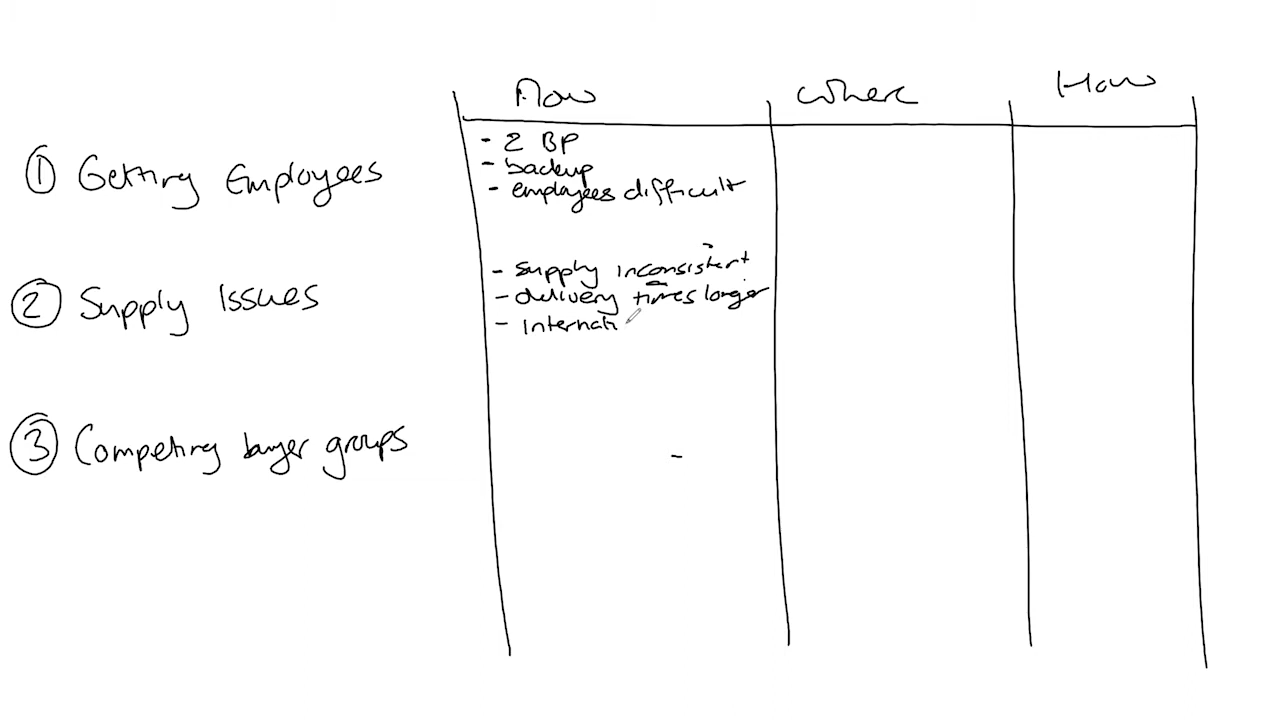 Now Where How
- 2 BP
- backup
① Getting Employees
- employees difficult
- supply inconsistent
② Supply Issues
- delivery times longer
- Internati
③ Competing buyer groups
-